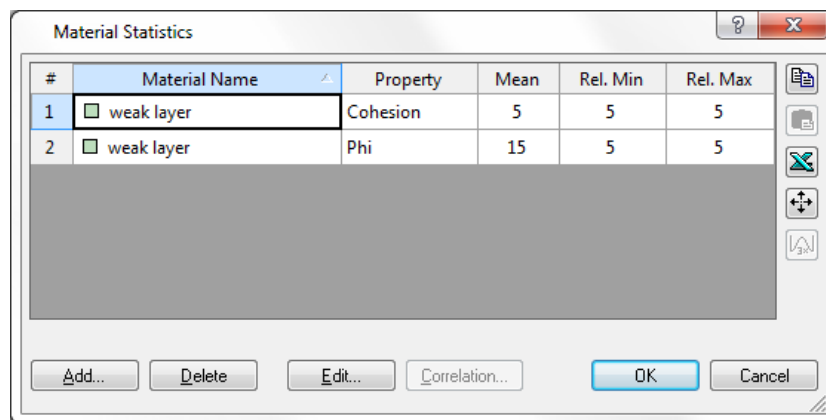 Material Statistics
# Material Name Property Mean Rel. Min Rel. Max
1 weak layer Cohesion 5 5 5
2 weak layer Phi 15 5 5
Add... Delete Edit... Correlation... OK Cancel